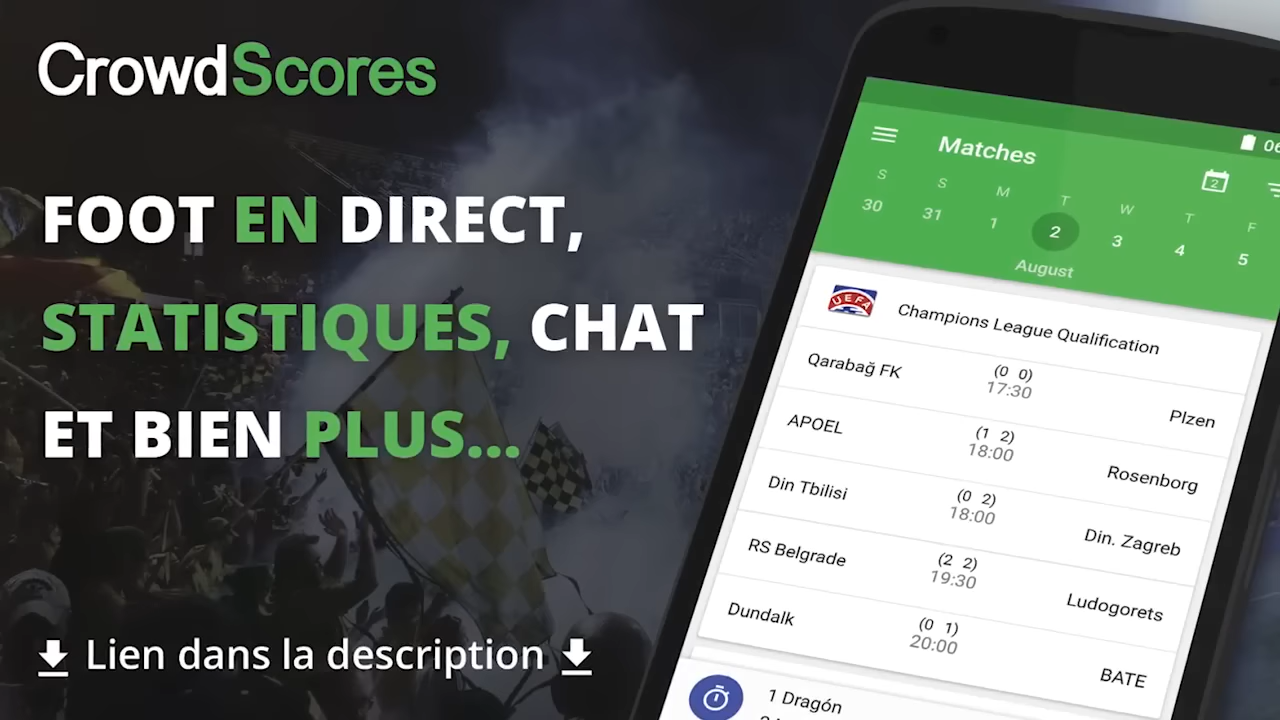 CrowdScores
FOOT EN DIRECT,
STATISTIQUES, CHAT
ET BIEN PLUS...
Lien dans la description
06
Matches
2
S S M T W T F
30 31 1 2 3 4 5
August
UEFA
Champions League Qualification
Qarabağ FK (0 0) 17:30 Plzen
APOEL (1 2) 18:00 Rosenborg
Din Tbilisi (0 2) 18:00 Din. Zagreb
RS Belgrade (2 2) 19:30 Ludogorets
Dundalk (0 1) 20:00 BATE
1 Dragón